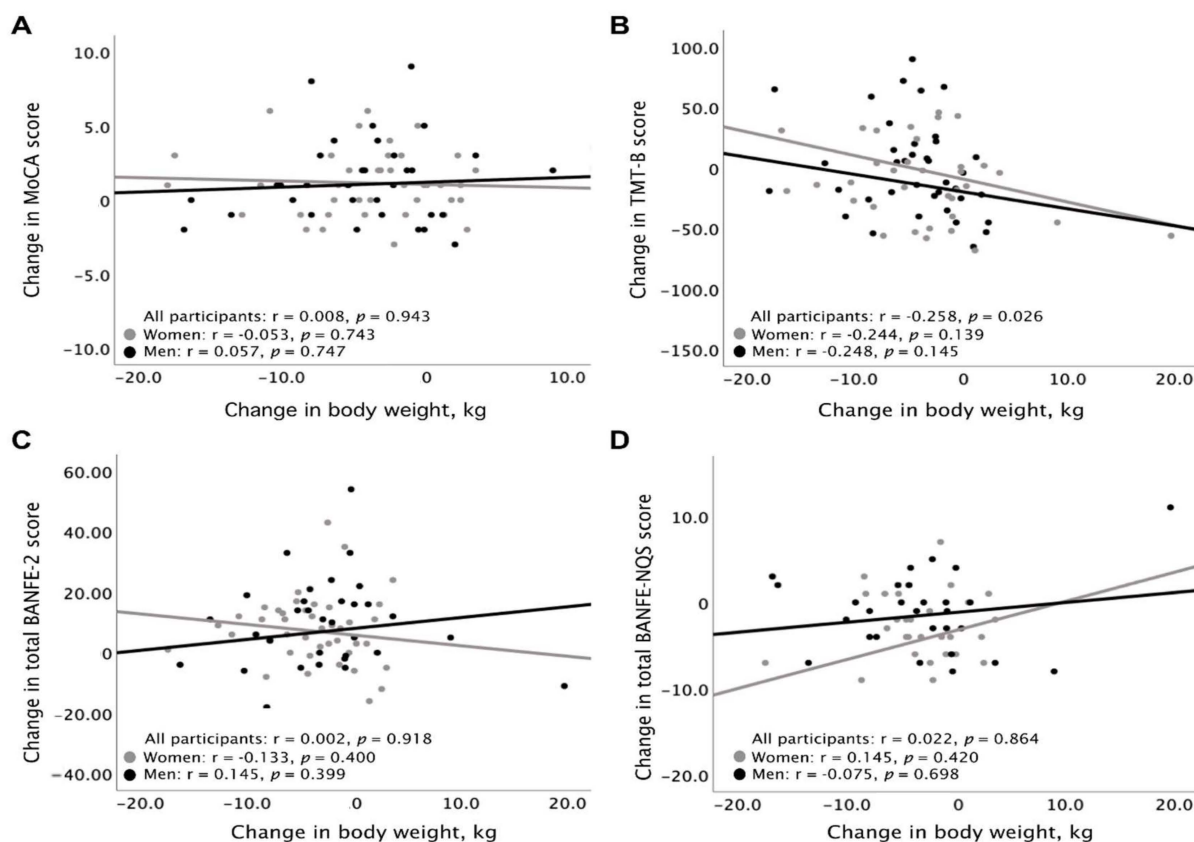 A
Change in MoCA score
10.0
5.0
0
−5.0
−10.0
All participants: r = 0.008, p = 0.943
Women: r = -0.053, p = 0.743
Men: r = 0.057, p = 0.747
−20.0 −10.0 0 10.0
Change in body weight, kg
B
Change in TMT-B score
100.0
50.0
0
−50.0
−100.0
−150.0
All participants: r = -0.258, p = 0.026
Women: r = -0.244, p = 0.139
Men: r = -0.248, p = 0.145
−20.0 −10.0 0 10.0 20.0
Change in body weight, kg
C
Change in total BANFE-2 score
60.00
40.00
20.00
0
−20.00
−40.00
All participants: r = 0.002, p = 0.918
Women: r = -0.133, p = 0.400
Men: r = 0.145, p = 0.399
−20.0 −10.0 0 10.0 20.0
Change in body weight, kg
D
Change in total BANFE-NQS score
10.0
0
−10.0
−20.0
All participants: r = 0.022, p = 0.864
Women: r = 0.145, p = 0.420
Men: r = -0.075, p = 0.698
−20.0 −10.0 0 10.0 20.0
Change in body weight, kg